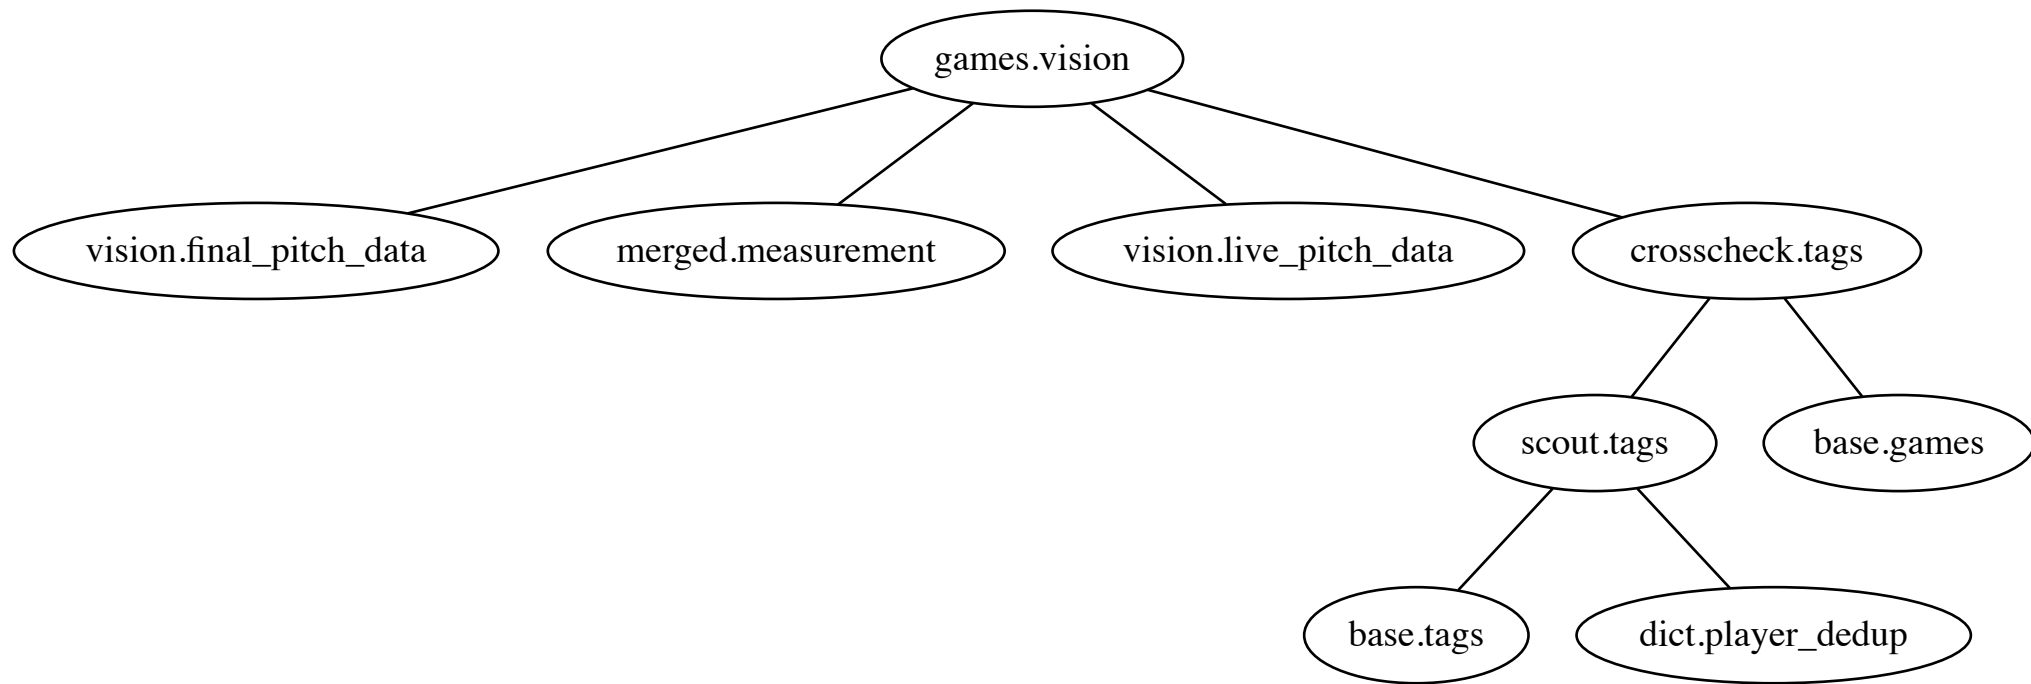 games.vision
vision.final_pitch_data
merged.measurement
vision.live_pitch_data
crosscheck.tags
scout.tags
base.games
base.tags
dict.player_dedup